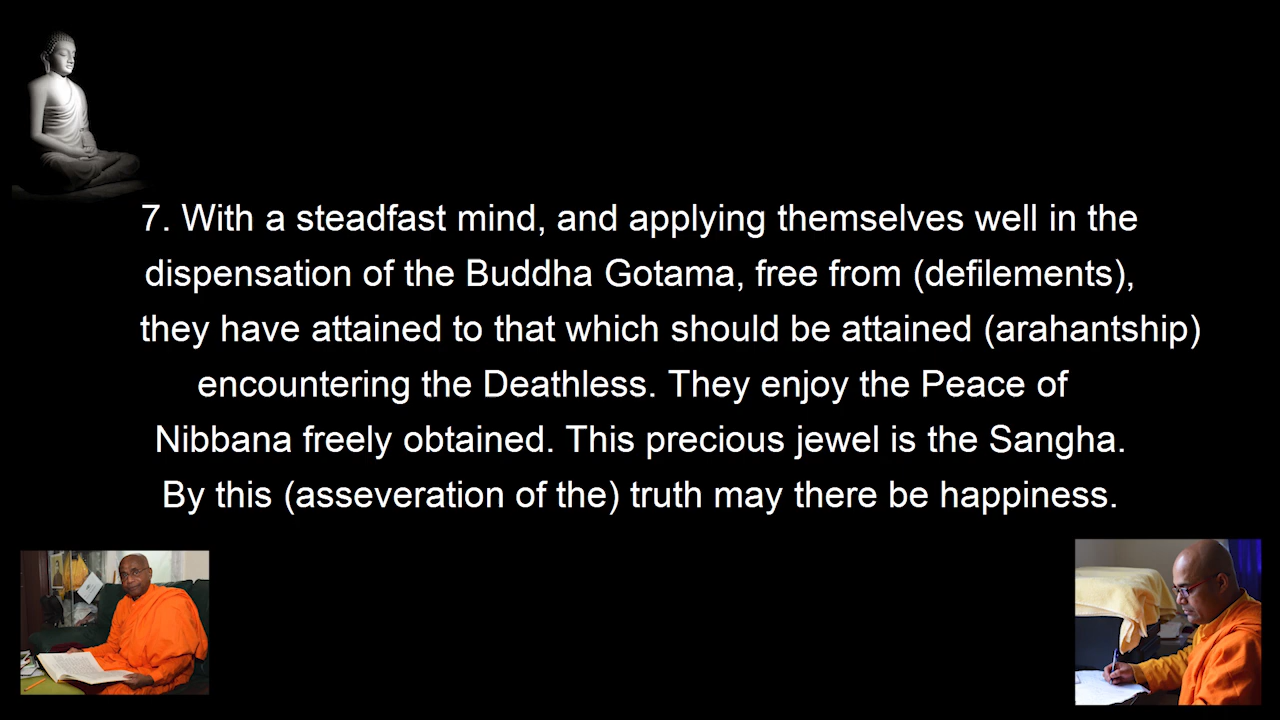 7. With a steadfast mind, and applying themselves well in the
dispensation of the Buddha Gotama, free from (defilements),
they have attained to that which should be attained (arahantship)
encountering the Deathless. They enjoy the Peace of
Nibbana freely obtained. This precious jewel is the Sangha.
By this (asseveration of the) truth may there be happiness.